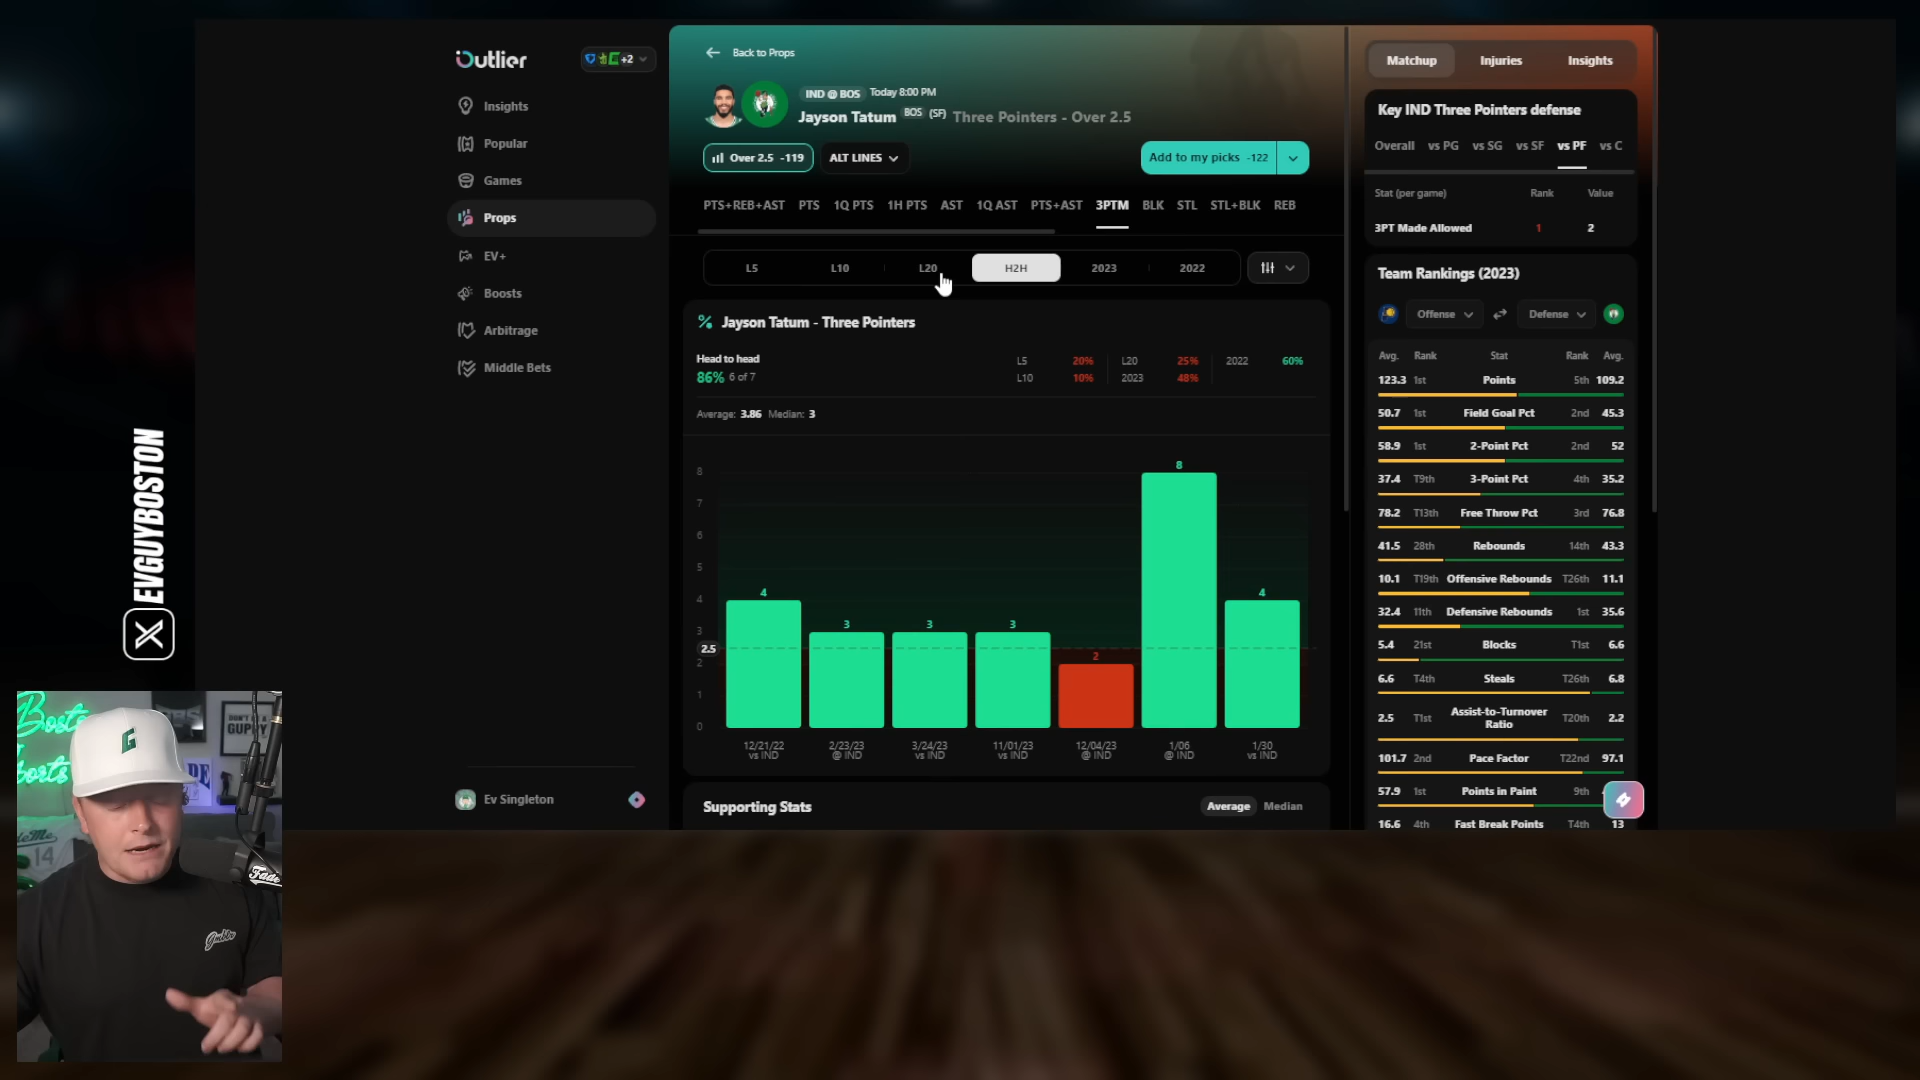 Outlier
+2
Insights
Popular
Games
Props
EV+
Boosts
Arbitrage
Middle Bets
Ev Singleton
Back to Props
IND @ BOS Today 8:00 PM
Jayson Tatum BOS (SF) Three Pointers - Over 2.5
Over 2.5 -119
ALT LINES
Add to my picks -122
PTS+REB+AST PTS 1Q PTS 1H PTS AST 1Q AST PTS+AST 3PTM BLK STL STL+BLK REB
L5 L10 L20 H2H 2023 2022
Jayson Tatum - Three Pointers
Head to head
86% 6 of 7
L5 20% L20 25% 2022 60%
L10 10% 2023 48%
Average: 3.86 Median: 3
8
7
6
5
4
3
2.5
2
1
0
4 3 3 3 2 8 4
12/21/22 2/23/23 3/24/23 11/01/23 12/04/23 1/06 1/30
vs IND @ IND vs IND vs IND @ IND @ IND vs IND
Supporting Stats
Average Median
Matchup Injuries Insights
Key IND Three Pointers defense
Overall vs PG vs SG vs SF vs PF vs C
Stat (per game) Rank Value
3PT Made Allowed 1 2
Team Rankings (2023)
Offense Defense
Avg. Rank Stat Rank Avg.
123.3 1st Points 5th 109.2
50.7 1st Field Goal Pct 2nd 45.3
58.9 1st 2-Point Pct 2nd 52
37.4 T9th 3-Point Pct 4th 35.2
78.2 T13th Free Throw Pct 3rd 76.8
41.5 28th Rebounds 14th 43.3
10.1 T19th Offensive Rebounds T26th 11.1
32.4 11th Defensive Rebounds 1st 35.6
5.4 21st Blocks T1st 6.6
6.6 T4th Steals T26th 6.8
2.5 T1st Assist-to-Turnover Ratio T20th 2.2
101.7 2nd Pace Factor T22nd 97.1
57.9 1st Points in Paint 9th
16.6 4th Fast Break Points T4th 13
EVGUYBOSTON
X
Bosto
DON'T
GUPPY
14
G
Fade